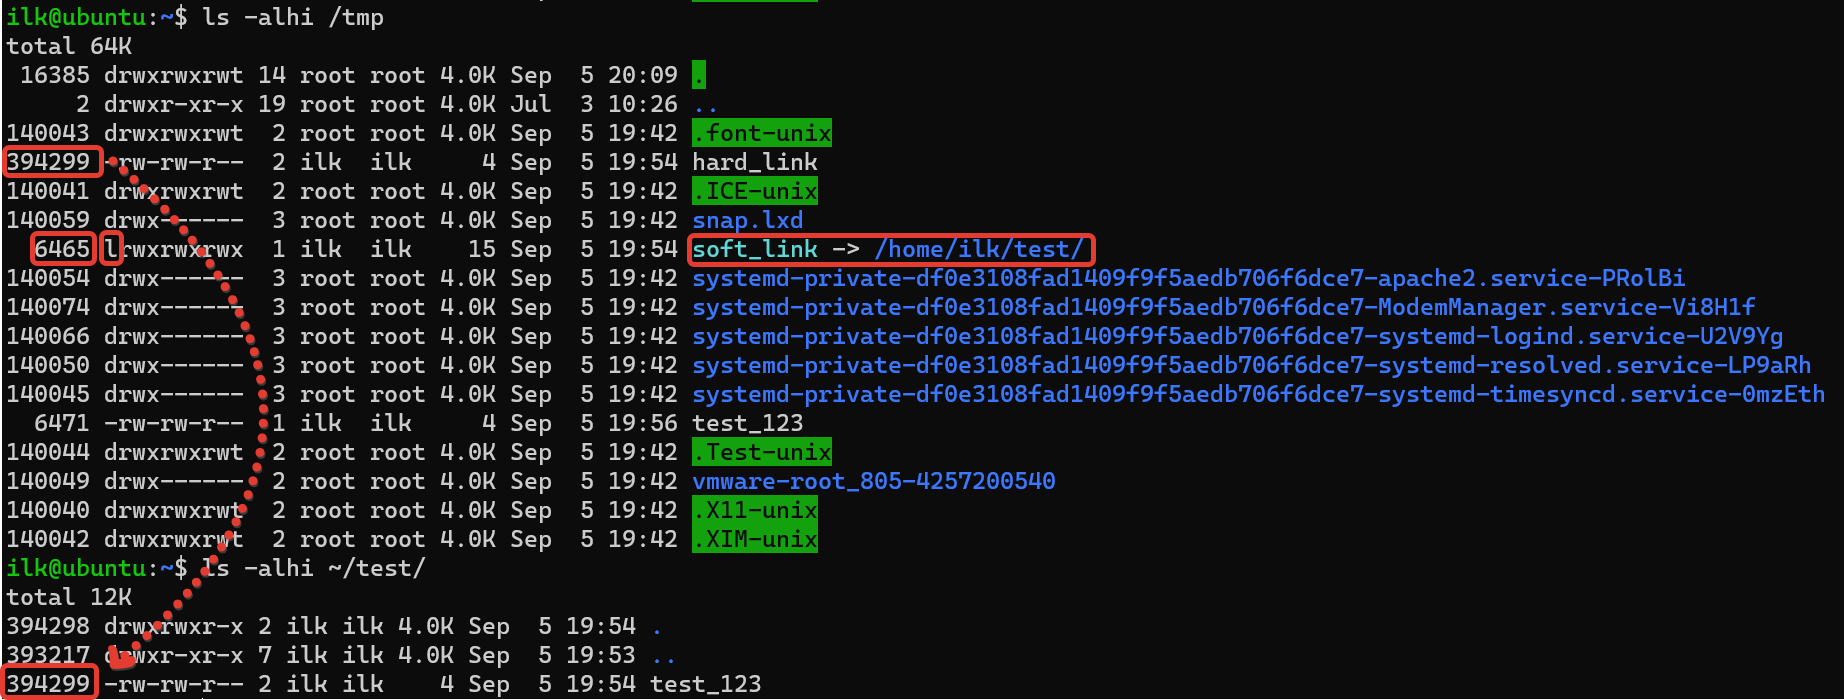 ilk@ubuntu:~$ ls -alhi /tmp
total 64K
 16385 drwxrwxrwt 14 root root 4.0K Sep  5 20:09 .
     2 drwxr-xr-x 19 root root 4.0K Jul  3 10:26 ..
140043 drwxrwxrwt  2 root root 4.0K Sep  5 19:42 .font-unix
394299 -rw-rw-r--  2 ilk  ilk     4 Sep  5 19:54 hard_link
140041 drwxrwxrwt  2 root root 4.0K Sep  5 19:42 .ICE-unix
140059 drwx------  3 root root 4.0K Sep  5 19:42 snap.lxd
  6465 lrwxrwxrwx  1 ilk  ilk    15 Sep  5 19:54 soft_link -> /home/ilk/test/
140054 drwx------  3 root root 4.0K Sep  5 19:42 systemd-private-df0e3108fad1409f9f5aedb706f6dce7-apache2.service-PRolBi
140074 drwx------  3 root root 4.0K Sep  5 19:42 systemd-private-df0e3108fad1409f9f5aedb706f6dce7-ModemManager.service-Vi8H1f
140066 drwx------  3 root root 4.0K Sep  5 19:42 systemd-private-df0e3108fad1409f9f5aedb706f6dce7-systemd-logind.service-U2V9Yg
140050 drwx------  3 root root 4.0K Sep  5 19:42 systemd-private-df0e3108fad1409f9f5aedb706f6dce7-systemd-resolved.service-LP9aRh
140045 drwx------  3 root root 4.0K Sep  5 19:42 systemd-private-df0e3108fad1409f9f5aedb706f6dce7-systemd-timesyncd.service-0mzEth
  6471 -rw-rw-r--  1 ilk  ilk     4 Sep  5 19:56 test_123
140044 drwxrwxrwt  2 root root 4.0K Sep  5 19:42 .Test-unix
140049 drwx------  2 root root 4.0K Sep  5 19:42 vmware-root_805-4257200540
140040 drwxrwxrwt  2 root root 4.0K Sep  5 19:42 .X11-unix
140042 drwxrwxrwt  2 root root 4.0K Sep  5 19:42 .XIM-unix
ilk@ubuntu:~$ ls -alhi ~/test/
total 12K
394298 drwxrwxr-x 2 ilk ilk 4.0K Sep  5 19:54 .
393217 drwxr-xr-x 7 ilk ilk 4.0K Sep  5 19:53 ..
394299 -rw-rw-r-- 2 ilk ilk    4 Sep  5 19:54 test_123